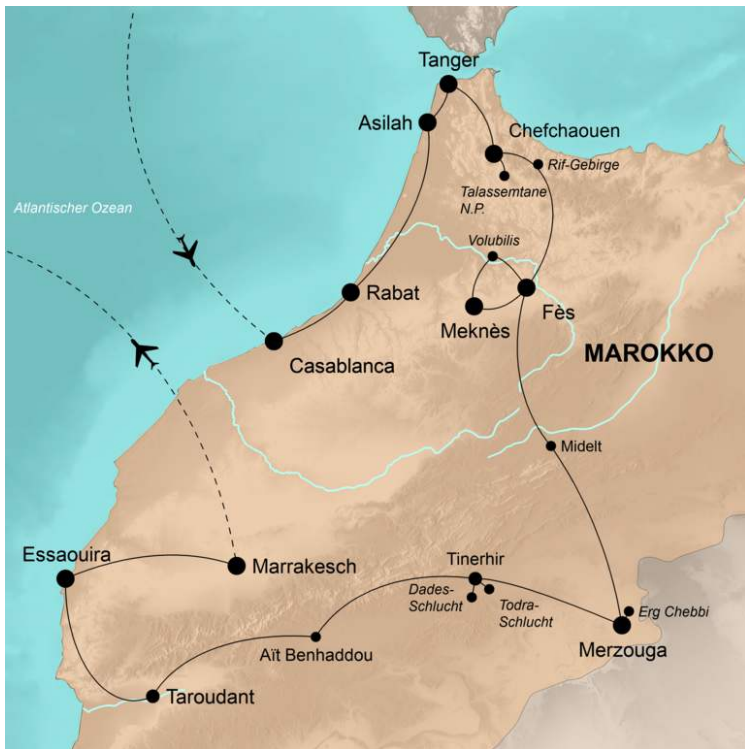 Tanger
Asilah
Chefchaouen
Rif-Gebirge
Talassemtane
N.P.
Atlantischer Ozean
Volubilis
Rabat
Meknès
Fès
MAROKKO
Casablanca
Midelt
Essaouira
Marrakesch
Tinerhir
Dades-
Schlucht
Todra-
Schlucht
Erg Chebbi
Merzouga
Aït Benhaddou
Taroudant